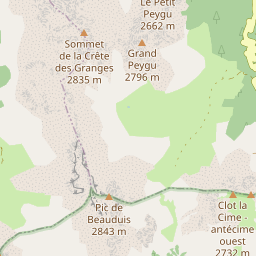 Le Petit
Peygu
2662 m
Sommet
de la Crête
des Granges
2835 m
Grand
Peygu
2796 m
Pic de
Beauduis
2843 m
Clot la
Cime -
antécime
ouest
2732 m